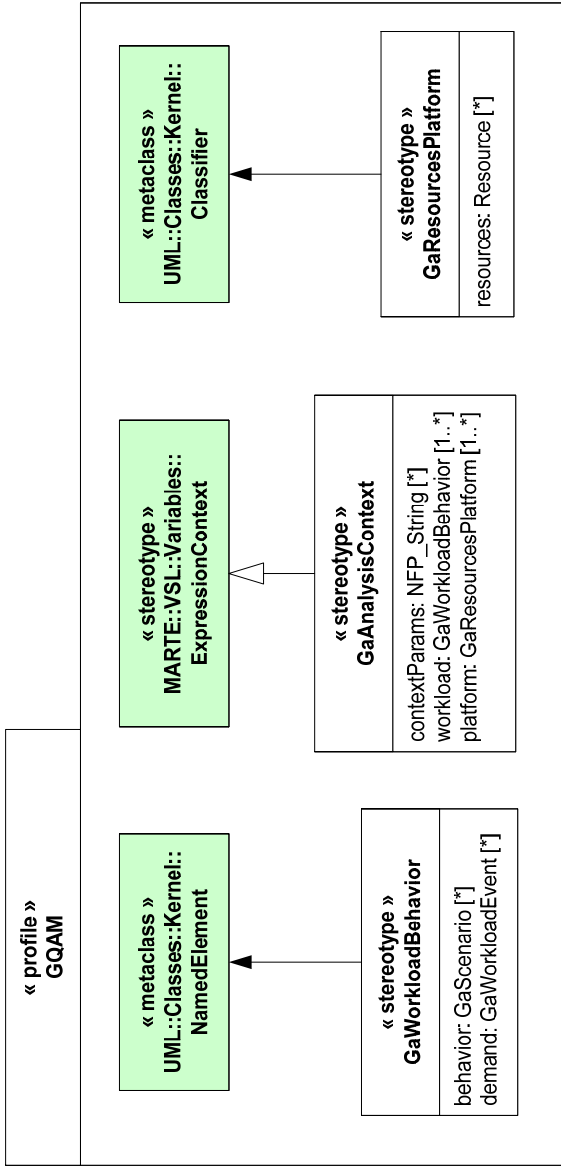 « profile »
GQAM
« metaclass »
UML::Classes::Kernel::
NamedElement
« stereotype »
MARTE::VSL::Variables::
ExpressionContext
« metaclass »
UML::Classes::Kernel::
Classifier
« stereotype »
GaWorkloadBehavior
behavior: GaScenario [*]
demand: GaWorkloadEvent [*]
« stereotype »
GaAnalysisContext
contextParams: NFP_String [*]
workload: GaWorkloadBehavior [1..*]
platform: GaResourcesPlatform [1..*]
« stereotype »
GaResourcesPlatform
resources: Resource [*]